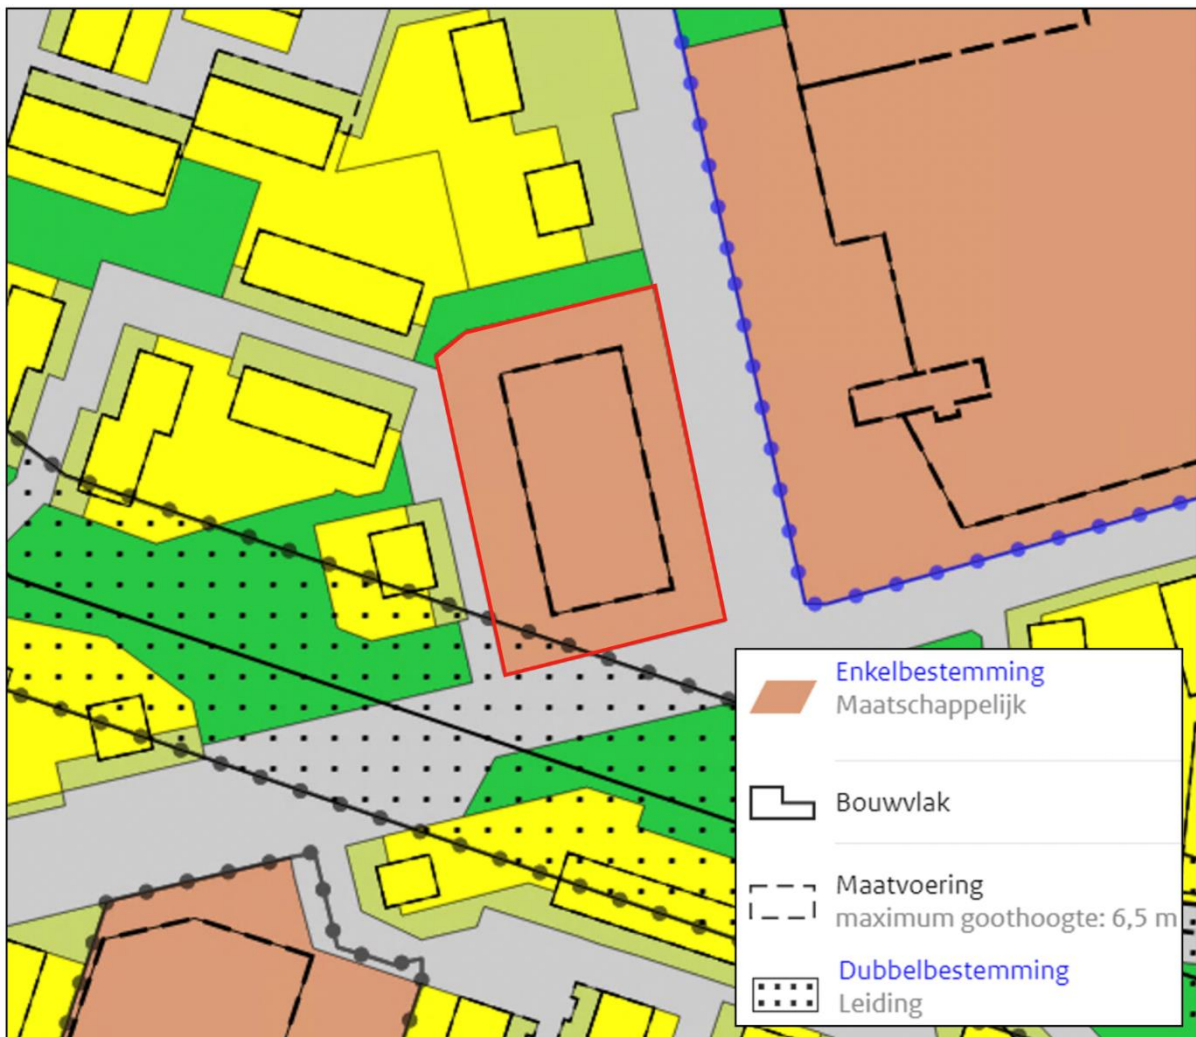 Enkelbestemming
Maatschappelijk
Bouwvlak
Maatvoering
maximum goothoogte: 6,5 m
Dubbelbestemming
Leiding